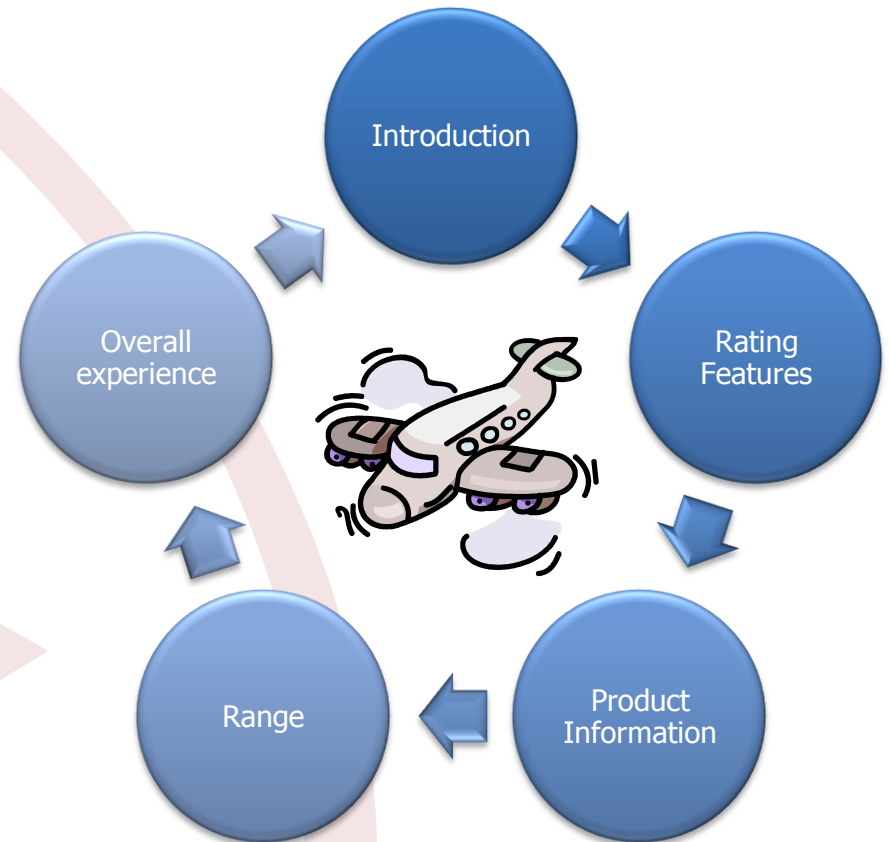 Introduction
Rating
Features
Product
Information
Range
Overall
experience